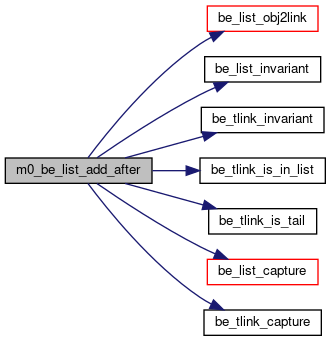 be_list_obj2link
be_list_invariant
be_tlink_invariant
m0_be_list_add_after
be_tlink_is_in_list
be_tlink_is_tail
be_list_capture
be_tlink_capture